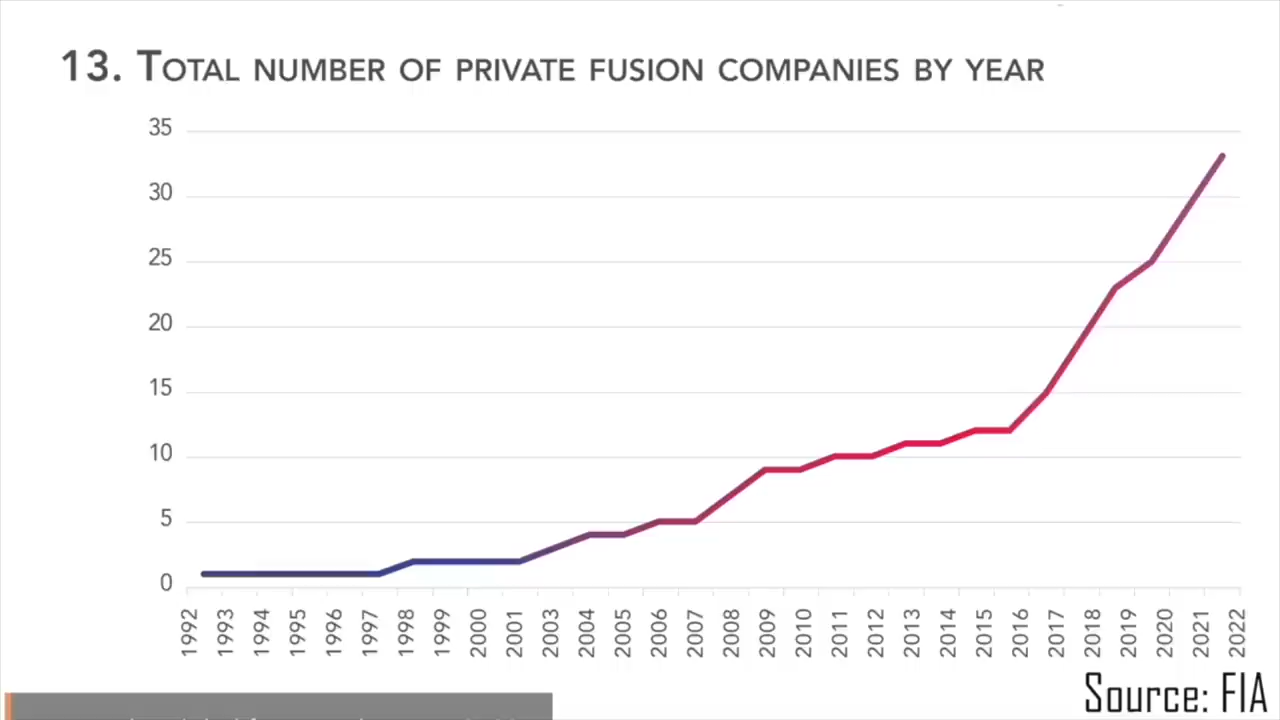 13. TOTAL NUMBER OF PRIVATE FUSION COMPANIES BY YEAR
35
30
25
20
15
10
5
0
1992 1993 1994 1995 1996 1997 1998 1999 2000 2001 2003 2004 2005 2006 2007 2008 2009 2010 2011 2012 2013 2014 2015 2016 2017 2018 2019 2020 2021 2022
Source: FIA